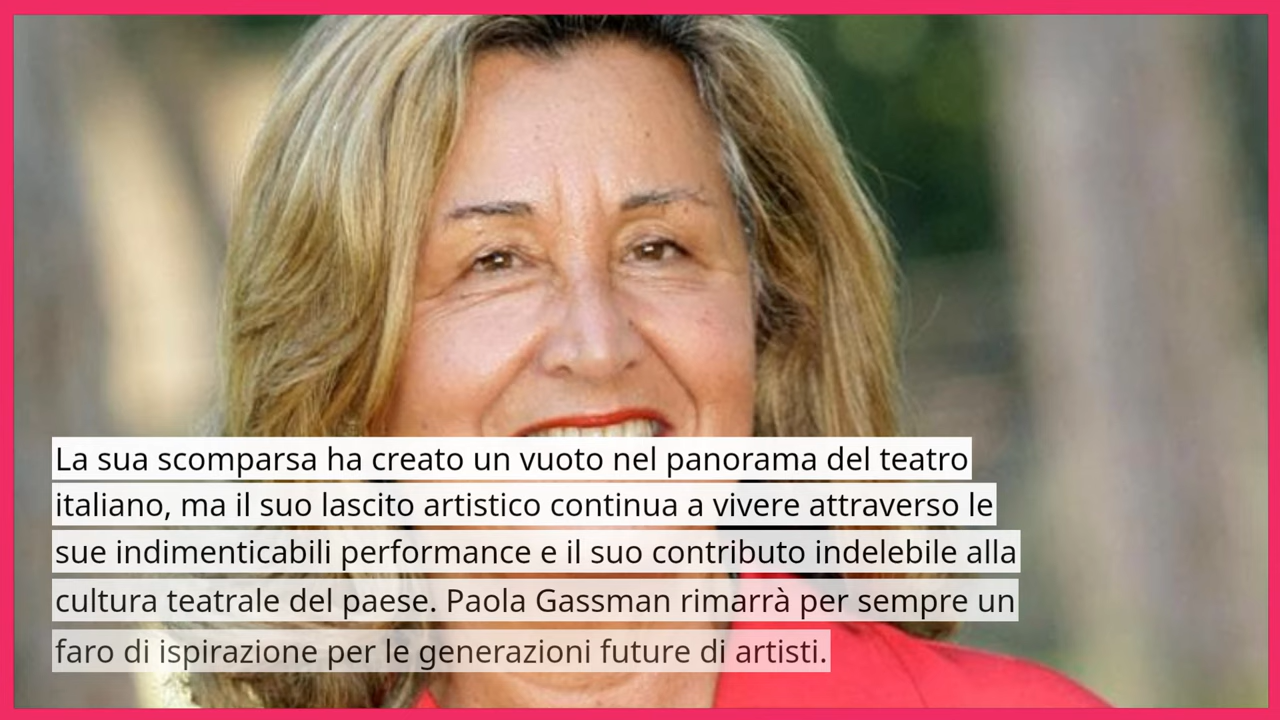 La sua scomparsa ha creato un vuoto nel panorama del teatro
italiano, ma il suo lascito artistico continua a vivere attraverso le
sue indimenticabili performance e il suo contributo indelebile alla
cultura teatrale del paese. Paola Gassman rimarrà per sempre un
faro di ispirazione per le generazioni future di artisti.